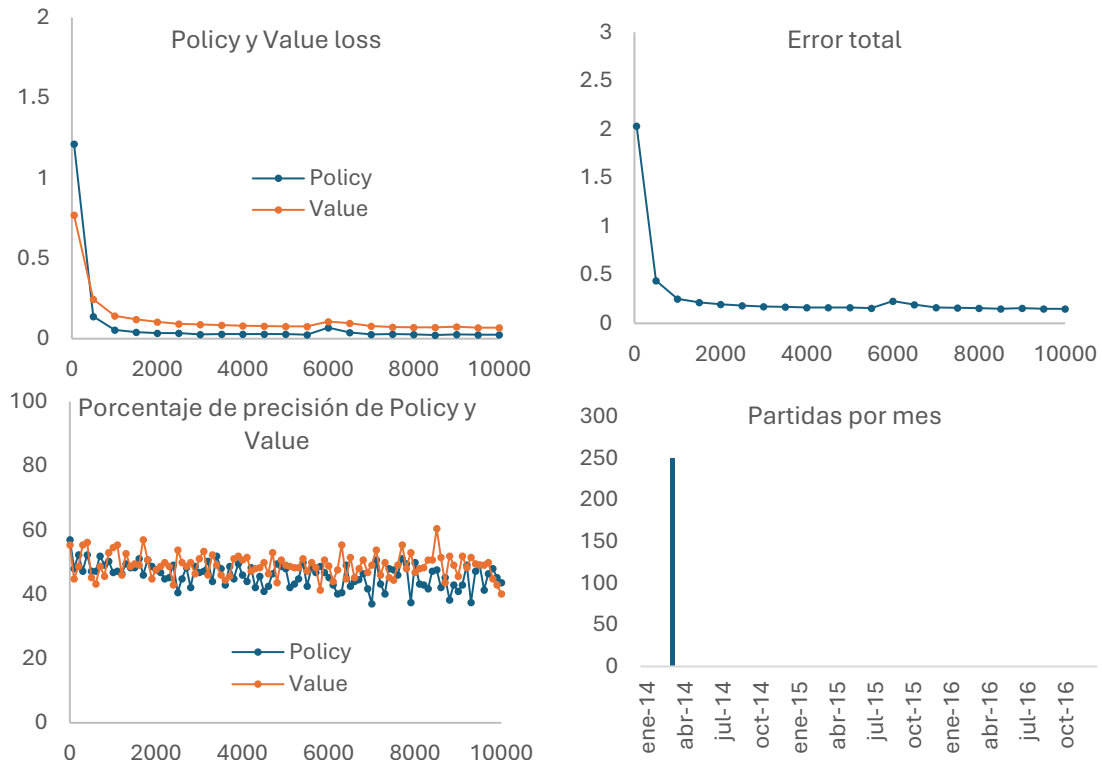 Policy y Value loss
2
1.5
1
0.5
0
Policy
Value
0 2000 4000 6000 8000 10000
Error total
3
2.5
2
1.5
1
0.5
0
0 2000 4000 6000 8000 10000
Porcentaje de precisión de Policy y
Value
100
80
60
40
20
0
Policy
Value
0 2000 4000 6000 8000 10000
Partidas por mes
300
250
200
150
100
50
0
ene-14 abr-14 jul-14 oct-14 ene-15 abr-15 jul-15 oct-15 ene-16 abr-16 jul-16 oct-16